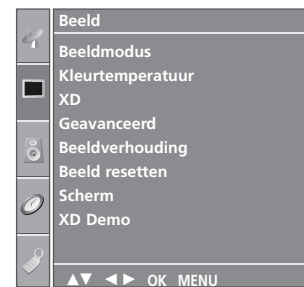 Beeld
Beeldmodus
Kleurtemperatuur
XD
Geavanceerd
Beeldverhouding
Beeld resetten
Scherm
XD Demo
▲▼ ◄► OK MENU